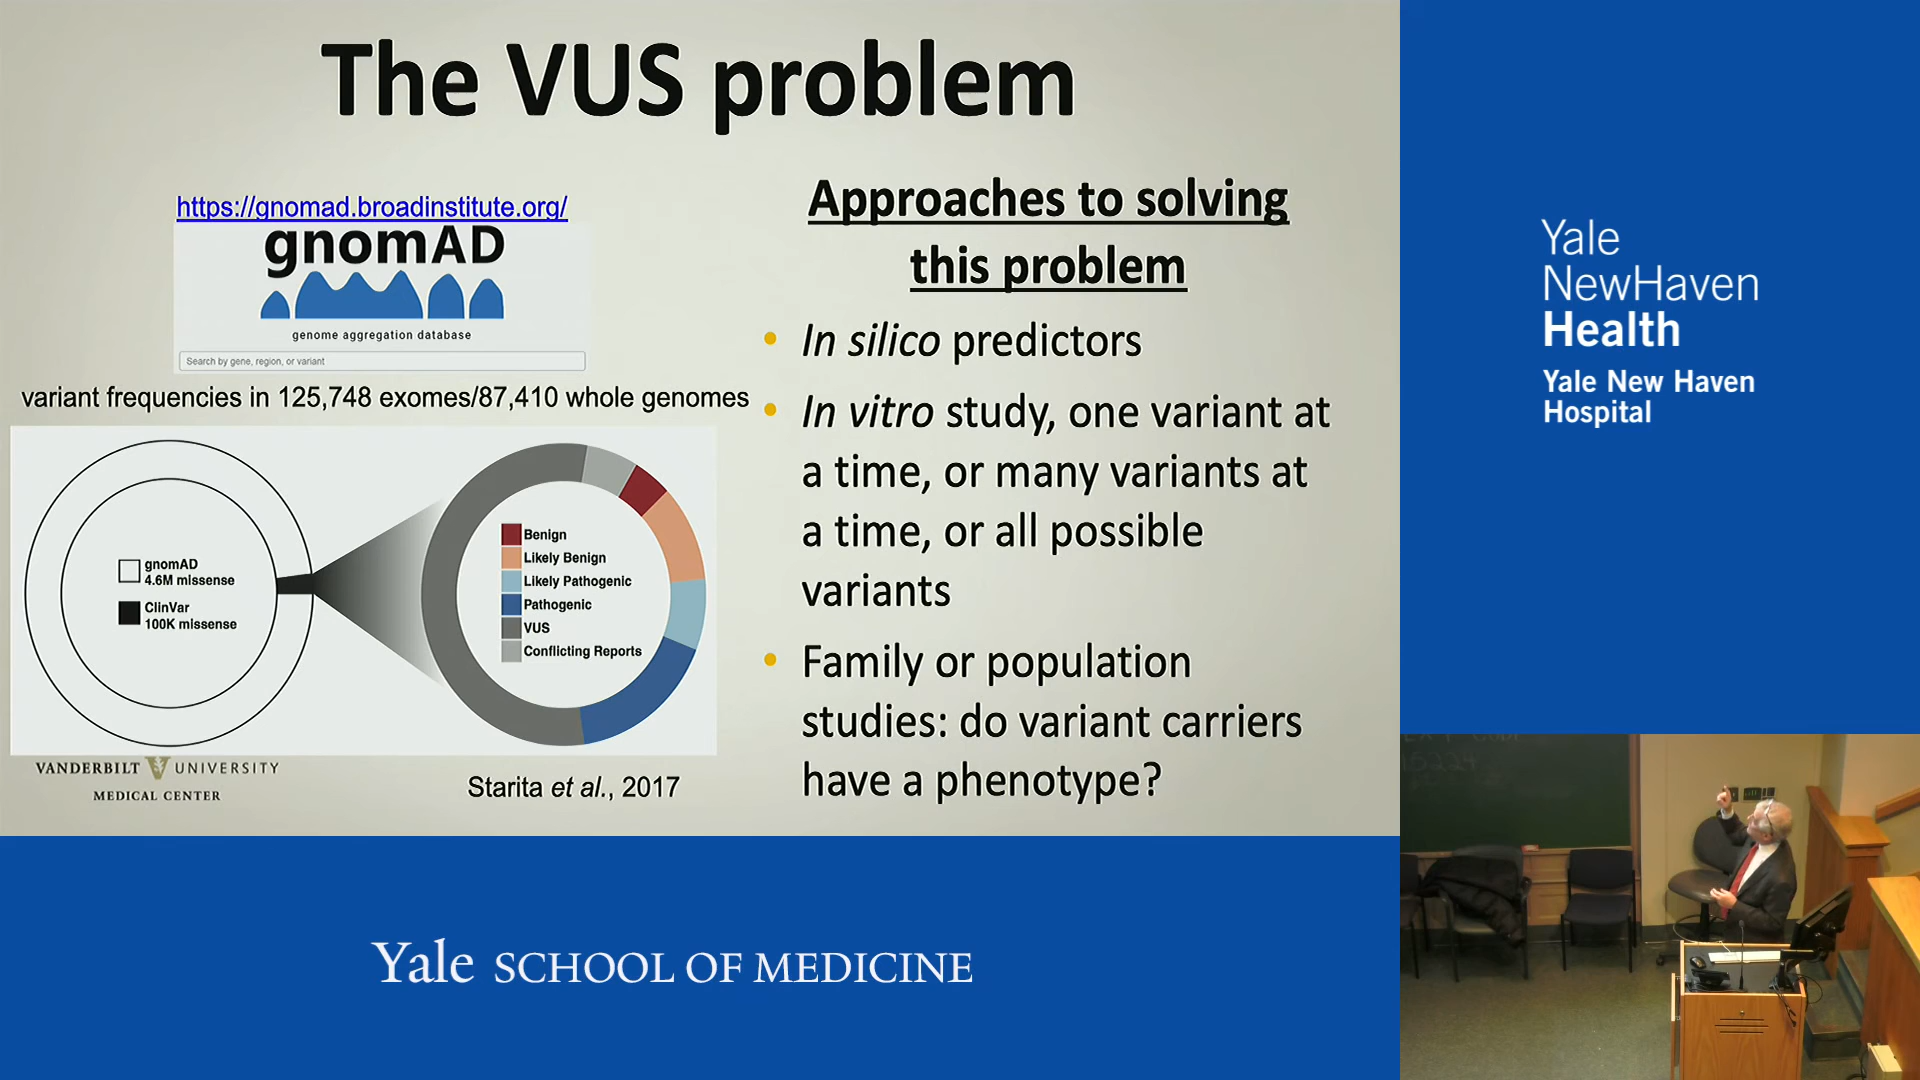 The VUS problem
https://gnomad.broadinstitute.org/
gnomAD
genome aggregation database
Search by gene, region, or variant
variant frequencies in 125,748 exomes/87,410 whole genomes
gnomAD
4.6M missense
ClinVar
100K missense
Benign
Likely Benign
Likely Pathogenic
Pathogenic
VUS
Conflicting Reports
VANDERBILT UNIVERSITY
MEDICAL CENTER
Starita et al., 2017
Approaches to solving
this problem
• In silico predictors
• In vitro study, one variant at
a time, or many variants at
a time, or all possible
variants
• Family or population
studies: do variant carriers
have a phenotype?
Yale
NewHaven
Health
Yale New Haven
Hospital
Yale SCHOOL OF MEDICINE